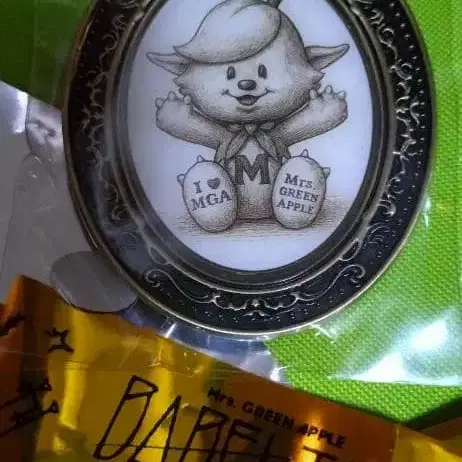 M
I ♥
MGA
Mrs.
GREEN
APPLE
Mrs. GREEN APPLE